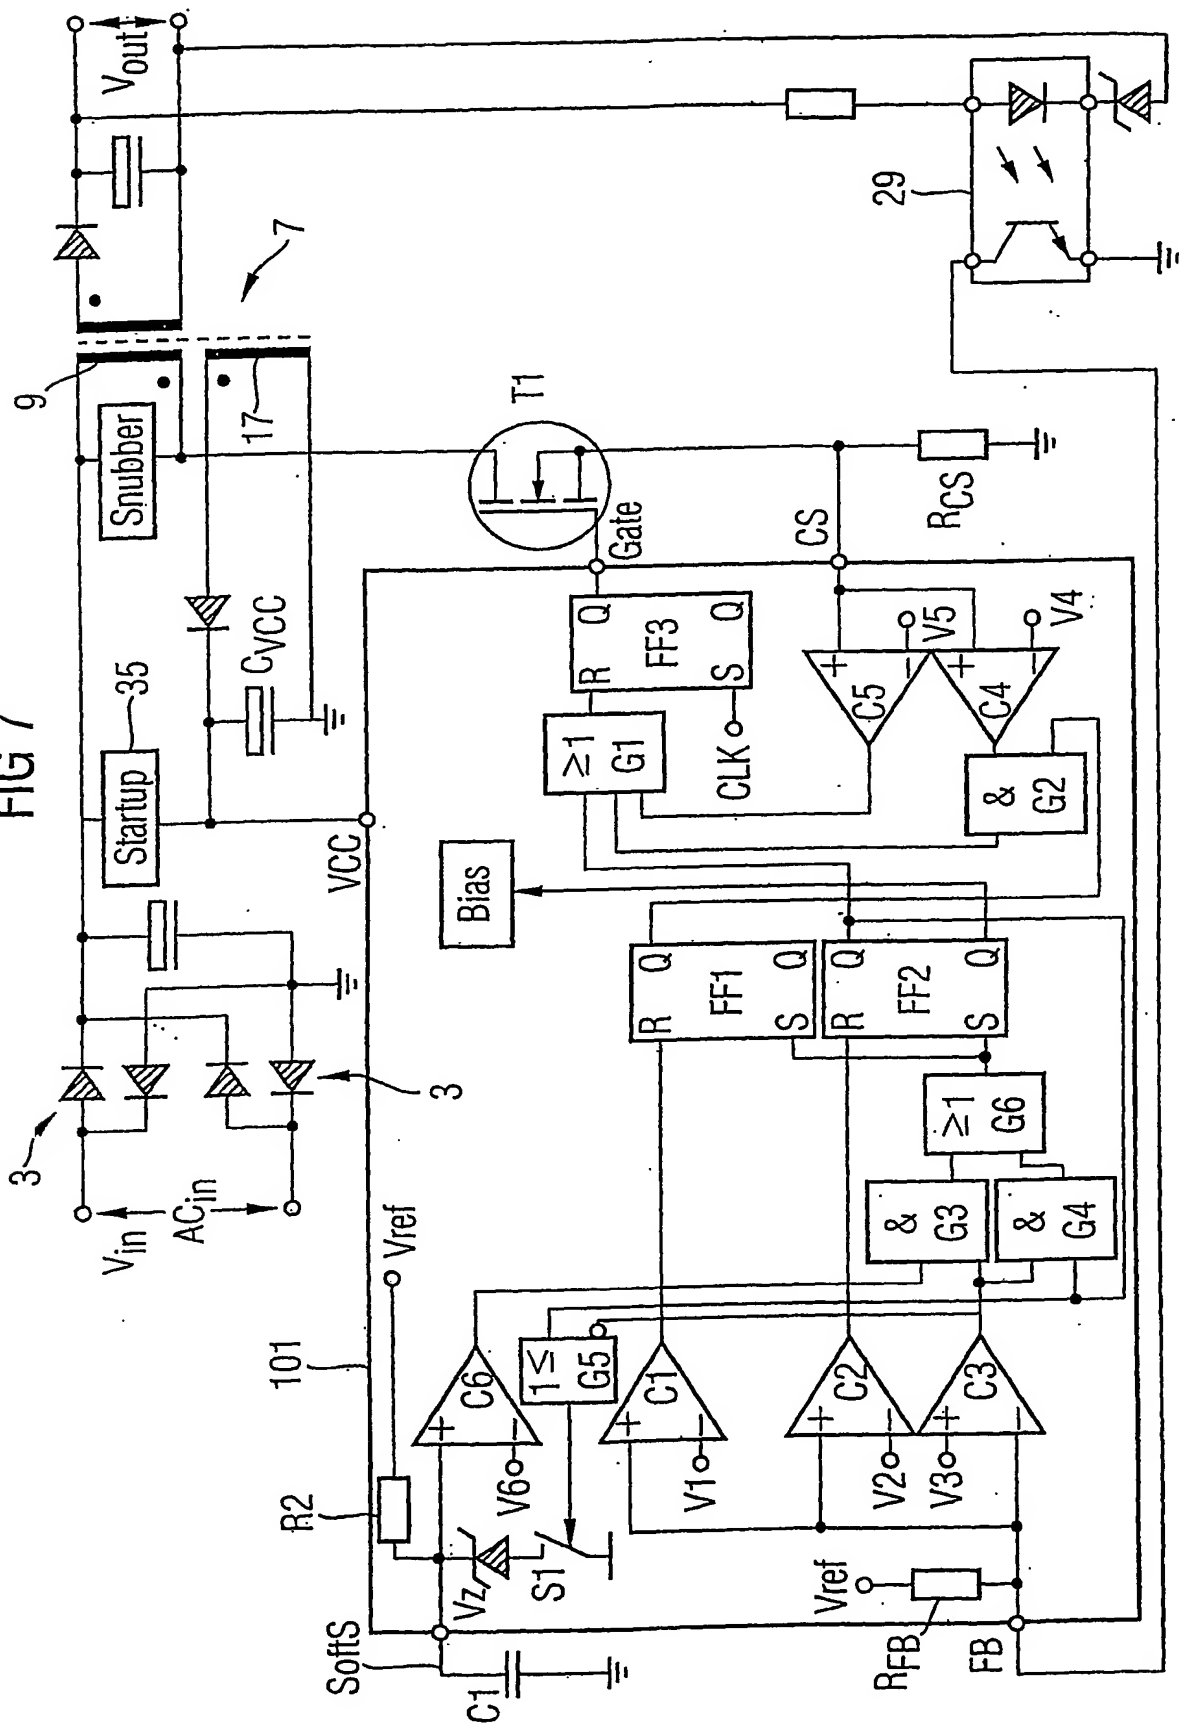 FIG 7
3
Vin
ACin
3
Startup
35
VCC
CVCC
Snubber
9
17
7
Vout
T1
Gate
CS
RCS
29
101
R2
Vref
SoftS
C1
Vz
S1
C6
+
−
V6
1≤
G5
C1
+
−
V1
C2
+
−
V2
C3
+
−
V3
Vref
RFB
FB
&
G3
&
G4
≥1
G6
R
Q
FF1
S
Q
R
Q
FF2
S
Q
Bias
≥1
G1
R
Q
FF3
S
Q
CLK
C5
+
−
V5
C4
+
−
V4
&
G2